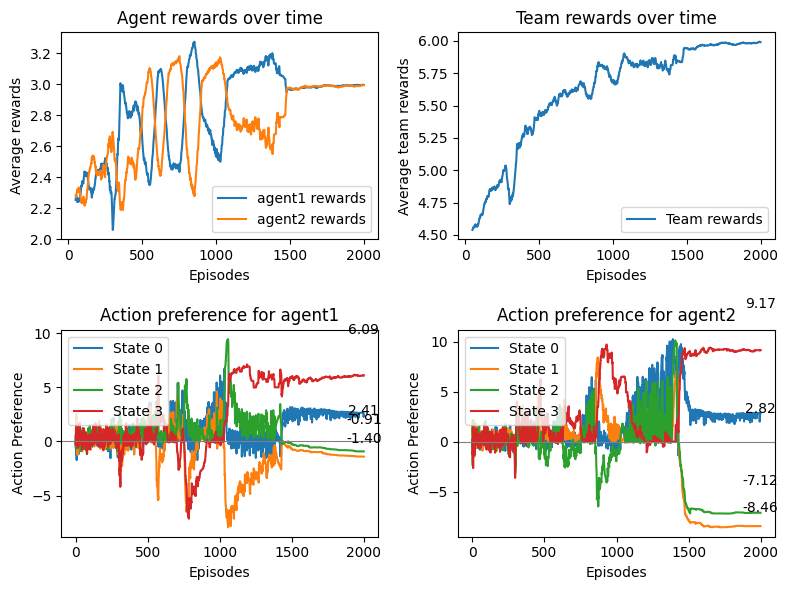 Agent rewards over time
Average rewards
3.2
3.0
2.8
2.6
2.4
2.2
2.0
agent1 rewards
agent2 rewards
0 500 1000 1500 2000
Episodes
Team rewards over time
Average team rewards
6.00
5.75
5.50
5.25
5.00
4.75
4.50
Team rewards
0 500 1000 1500 2000
Episodes
Action preference for agent1
Action Preference
10
5
0
−5
State 0
State 1
State 2
State 3
6.09
2.41
-0.91
-1.40
0 500 1000 1500 2000
Episodes
Action preference for agent2
Action Preference
10
5
0
−5
State 0
State 1
State 2
State 3
9.17
2.82
-7.12
-8.46
0 500 1000 1500 2000
Episodes